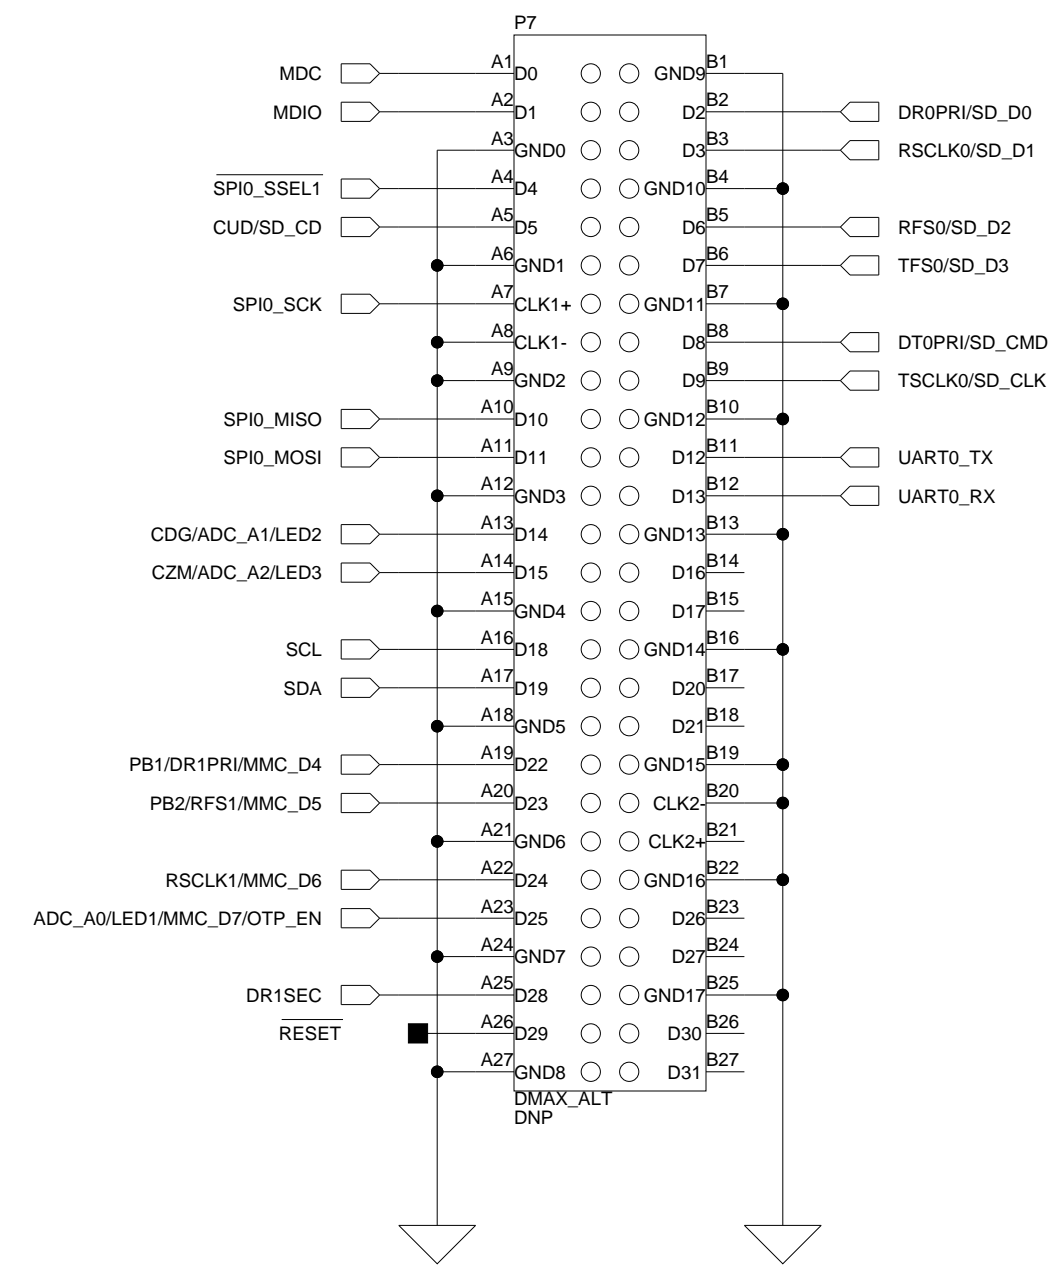 P7
MDC A1 D0 GND9 B1
MDIO A2 D1 D2 B2 DR0PRI/SD_D0
A3 GND0 D3 B3 RSCLK0/SD_D1
SPI0_SSEL1 A4 D4 GND10 B4
CUD/SD_CD A5 D5 D6 B5 RFS0/SD_D2
A6 GND1 D7 B6 TFS0/SD_D3
SPI0_SCK A7 CLK1+ GND11 B7
A8 CLK1- D8 B8 DT0PRI/SD_CMD
A9 GND2 D9 B9 TSCLK0/SD_CLK
SPI0_MISO A10 D10 GND12 B10
SPI0_MOSI A11 D11 D12 B11 UART0_TX
A12 GND3 D13 B12 UART0_RX
CDG/ADC_A1/LED2 A13 D14 GND13 B13
CZM/ADC_A2/LED3 A14 D15 D16 B14
A15 GND4 D17 B15
SCL A16 D18 GND14 B16
SDA A17 D19 D20 B17
A18 GND5 D21 B18
PB1/DR1PRI/MMC_D4 A19 D22 GND15 B19
PB2/RFS1/MMC_D5 A20 D23 CLK2- B20
A21 GND6 CLK2+ B21
RSCLK1/MMC_D6 A22 D24 GND16 B22
ADC_A0/LED1/MMC_D7/OTP_EN A23 D25 D26 B23
A24 GND7 D27 B24
DR1SEC A25 D28 GND17 B25
RESET A26 D29 D30 B26
A27 GND8 D31 B27
DMAX_ALT
DNP